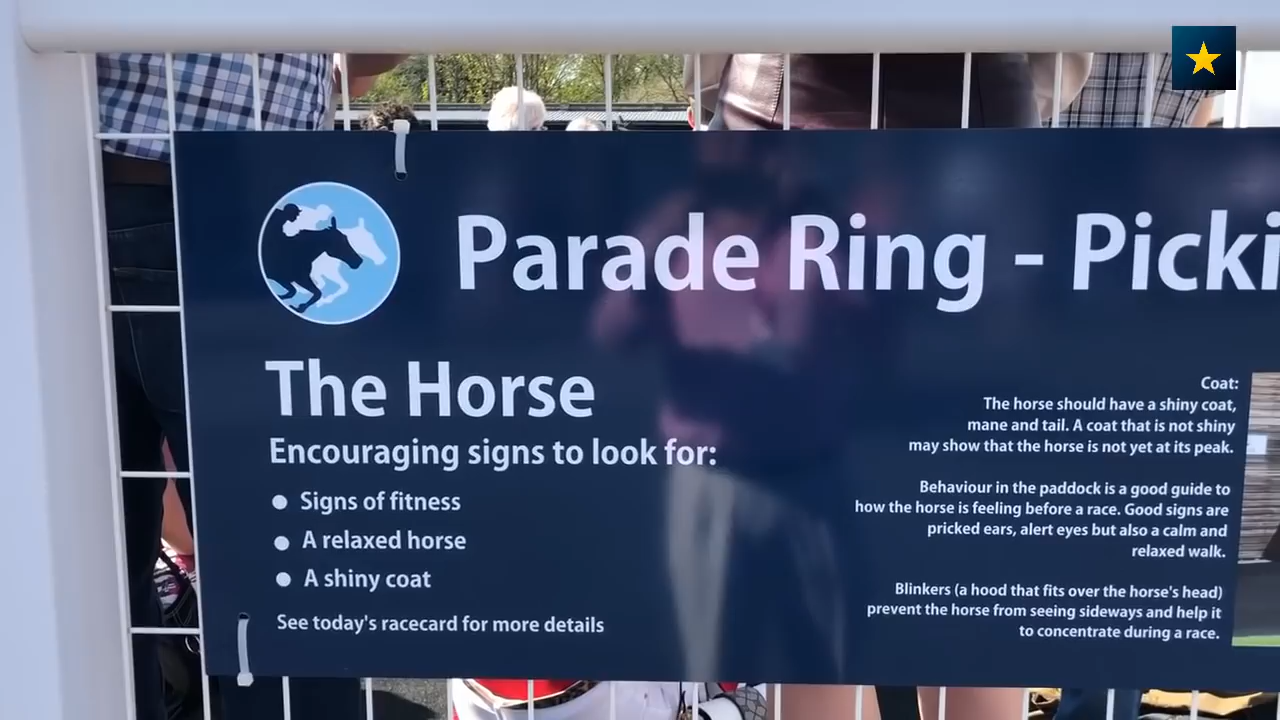 Parade Ring - Picki
The Horse
Encouraging signs to look for:
Signs of fitness
A relaxed horse
A shiny coat
See today's racecard for more details
Coat:
The horse should have a shiny coat,
mane and tail. A coat that is not shiny
may show that the horse is not yet at its peak.
Behaviour in the paddock is a good guide to
how the horse is feeling before a race. Good signs are
pricked ears, alert eyes but also a calm and
relaxed walk.
Blinkers (a hood that fits over the horse's head)
prevent the horse from seeing sideways and help it
to concentrate during a race.